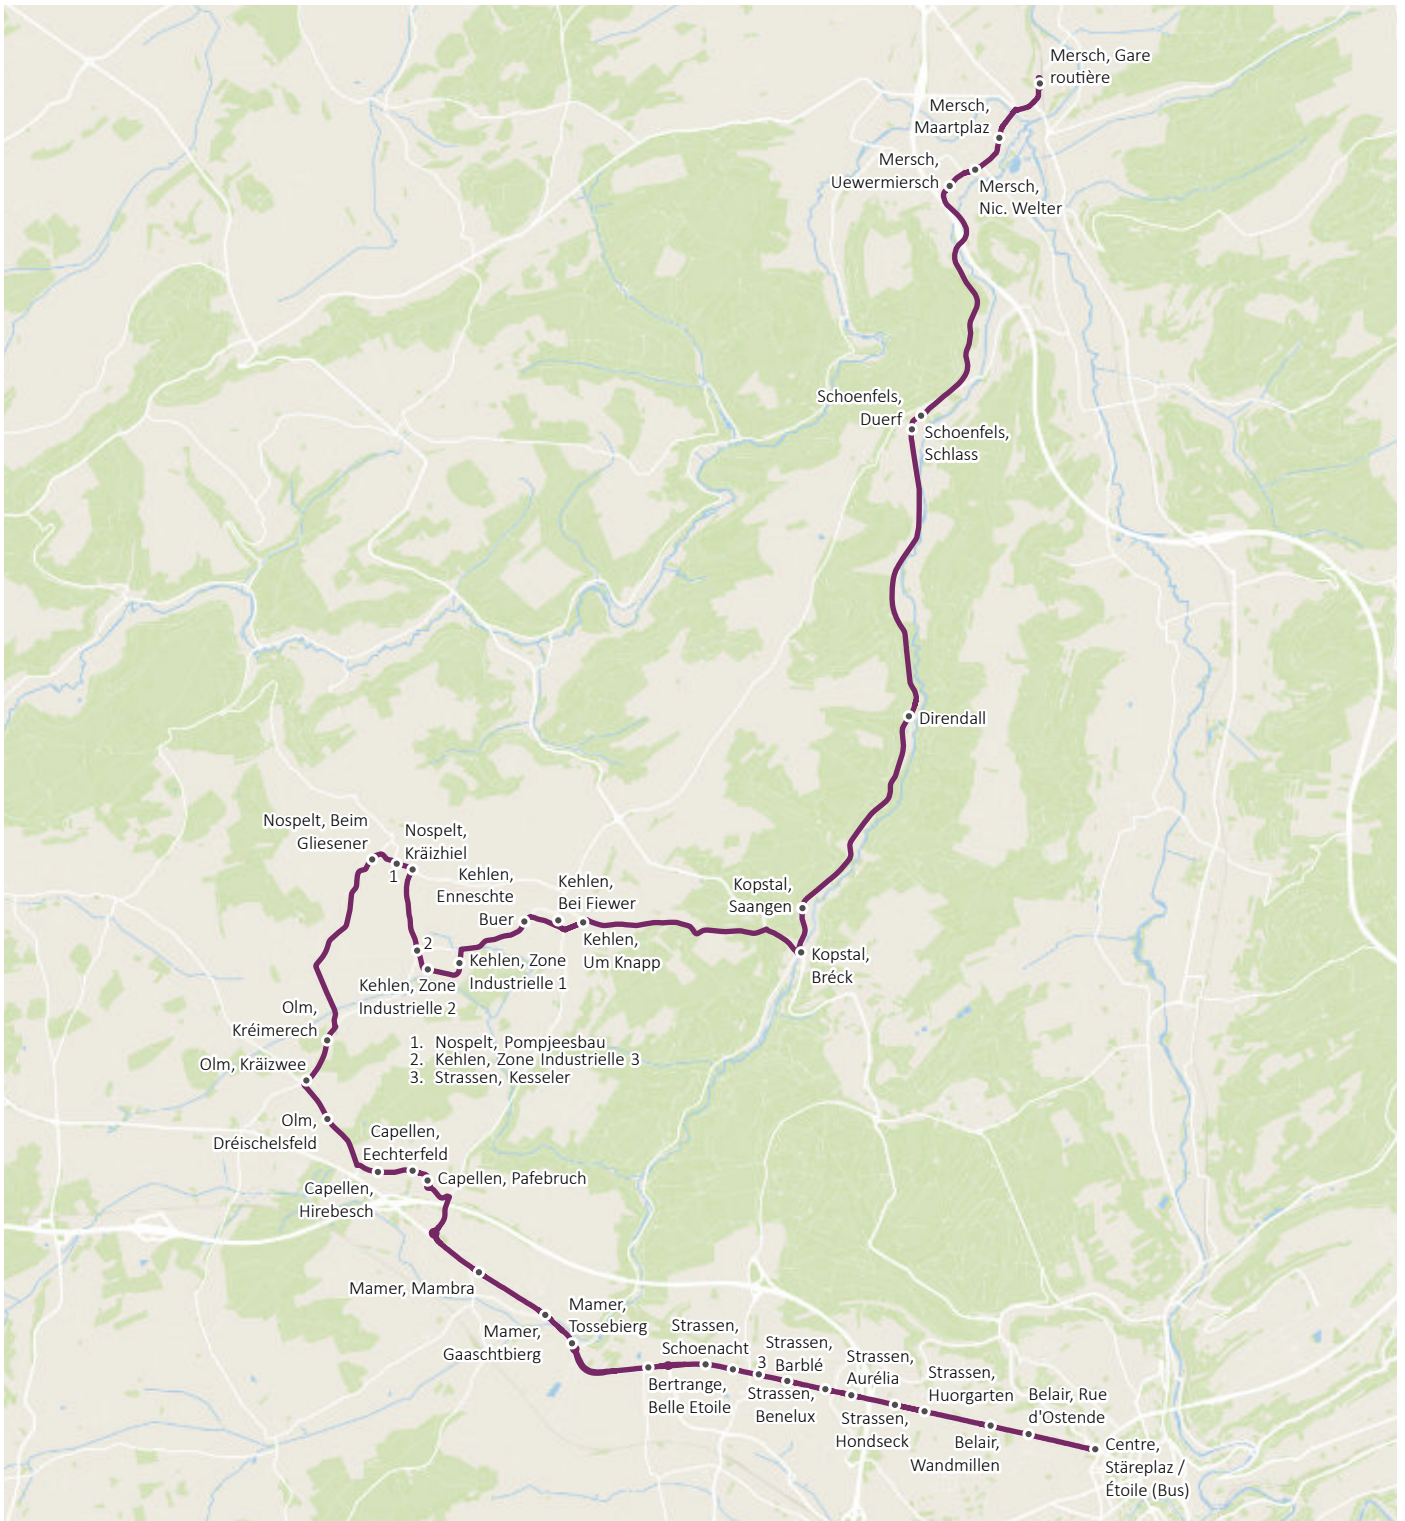 Mersch, Gare
routière
Mersch,
Maartplaz
Mersch,
Uewermiersch
Mersch,
Nic. Welter
Schoenfels,
Duerf
Schoenfels,
Schlass
Direndall
Nospelt, Beim
Gliesener
Nospelt,
Kräizhiel
1
Kehlen,
Enneschte
Buer
Kehlen,
Bei Fiewer
Kopstal,
Saangen
2
Kehlen,
Um Knapp
Kopstal,
Bréck
Kehlen, Zone
Industrielle 1
Kehlen, Zone
Industrielle 2
Olm,
Kréimerech
1. Nospelt, Pompjeesbau
2. Kehlen, Zone Industrielle 3
3. Strassen, Kesseler
Olm, Kräizwee
Olm,
Dréischelsfeld
Capellen,
Eechterfeld
Capellen, Pafebruch
Capellen,
Hirebesch
Mamer, Mambra
Mamer,
Tossebierg
Mamer,
Gaaschtbierg
Strassen,
Schoenacht
3
Strassen,
Barblé
Strassen,
Aurélia
Strassen,
Huorgarten
Bertrange,
Belle Etoile
Strassen,
Benelux
Belair, Rue
d'Ostende
Strassen,
Hondseck
Belair,
Wandmillen
Centre,
Stäreplaz /
Étoile (Bus)